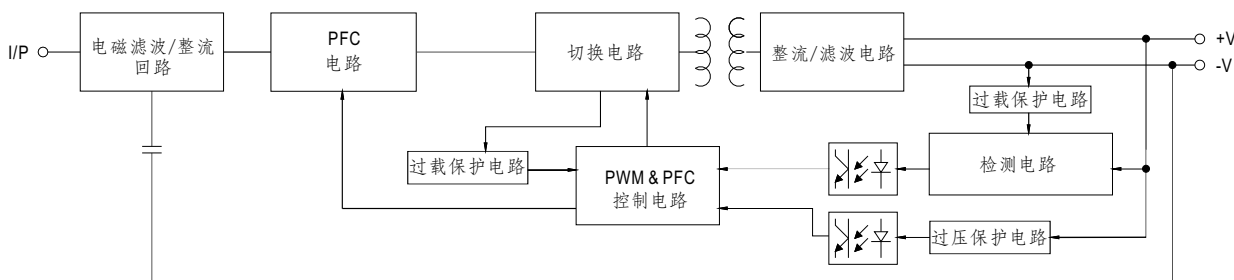 I/P
电磁滤波/整流
回路
PFC
电路
切换电路
整流/滤波电路
+V
-V
过载保护电路
过载保护电路
PWM & PFC
控制电路
检测电路
过压保护电路